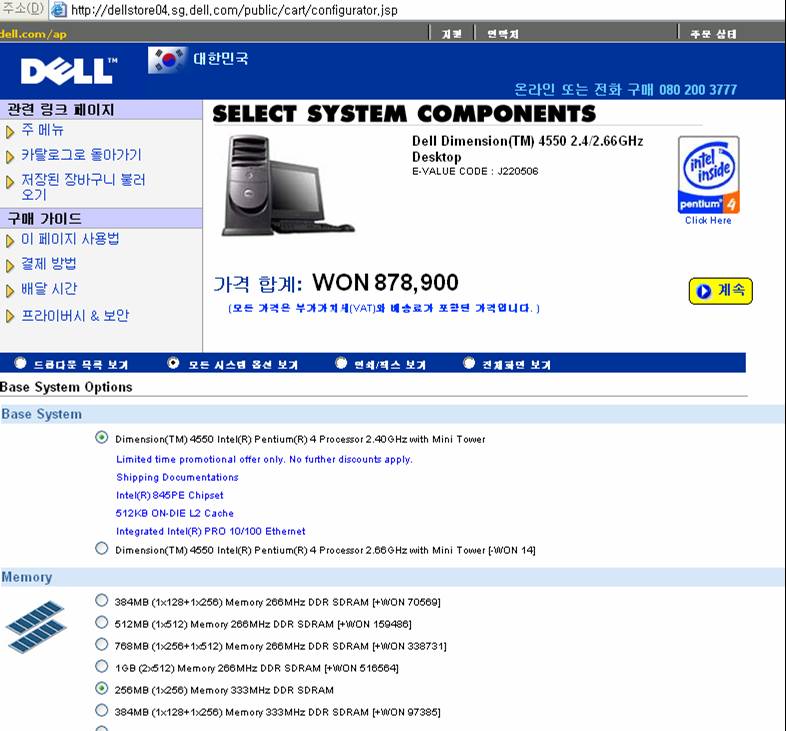 주소(D) http://dellstore04.sg.dell.com/public/cart/configurator.jsp
dell.com/ap 지원 연락처 주문 상태
DELL™ 대한민국
온라인 또는 전화 구매 080 200 3777
관련 링크 페이지
주 메뉴
카탈로그로 돌아가기
저장된 장바구니 불러
오기
구매 가이드
이 페이지 사용법
결제 방법
배달 시간
프라이버시 & 보안
SELECT SYSTEM COMPONENTS
Dell Dimension(TM) 4550 2.4/2.66GHz
Desktop
E-VALUE CODE : J220506
intel
inside
pentium 4
Click Here
가격 합계: WON 878,900
(모든 가격은 부가가치세(VAT)와 배송료가 포함된 가격입니다. )
계속
드롭다운 목록 보기 모든 시스템 옵션 보기 인쇄/팩스 보기 전체화면 보기
Base System Options
Base System
Dimension(TM) 4550 Intel(R) Pentium(R) 4 Processor 2.40GHz with Mini Tower
Limited time promotional offer only. No further discounts apply.
Shipping Documentations
Intel(R) 845PE Chipset
512KB ON-DIE L2 Cache
Integrated Intel(R) PRO 10/100 Ethernet
Dimension(TM) 4550 Intel(R) Pentium(R) 4 Processor 2.66GHz with Mini Tower [-WON 14]
Memory
384MB (1x128+1x256) Memory 266MHz DDR SDRAM [+WON 70569]
512MB (1x512) Memory 266MHz DDR SDRAM [+WON 159486]
768MB (1x256+1x512) Memory 266MHz DDR SDRAM [+WON 338731]
1GB (2x512) Memory 266MHz DDR SDRAM [+WON 516564]
256MB (1x256) Memory 333MHz DDR SDRAM
384MB (1x128+1x256) Memory 333MHz DDR SDRAM [+WON 97385]